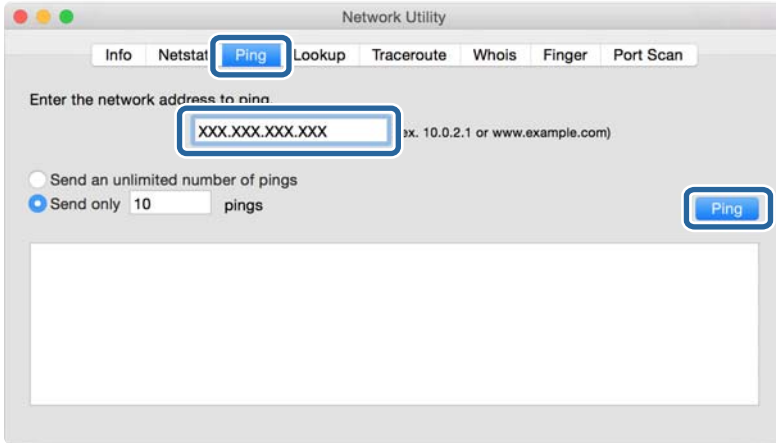 Network Utility
Info Netstat Ping Lookup Traceroute Whois Finger Port Scan
Enter the network address to ping.
XXX.XXX.XXX.XXX ex. 10.0.2.1 or www.example.com)
Send an unlimited number of pings
Send only 10 pings
Ping